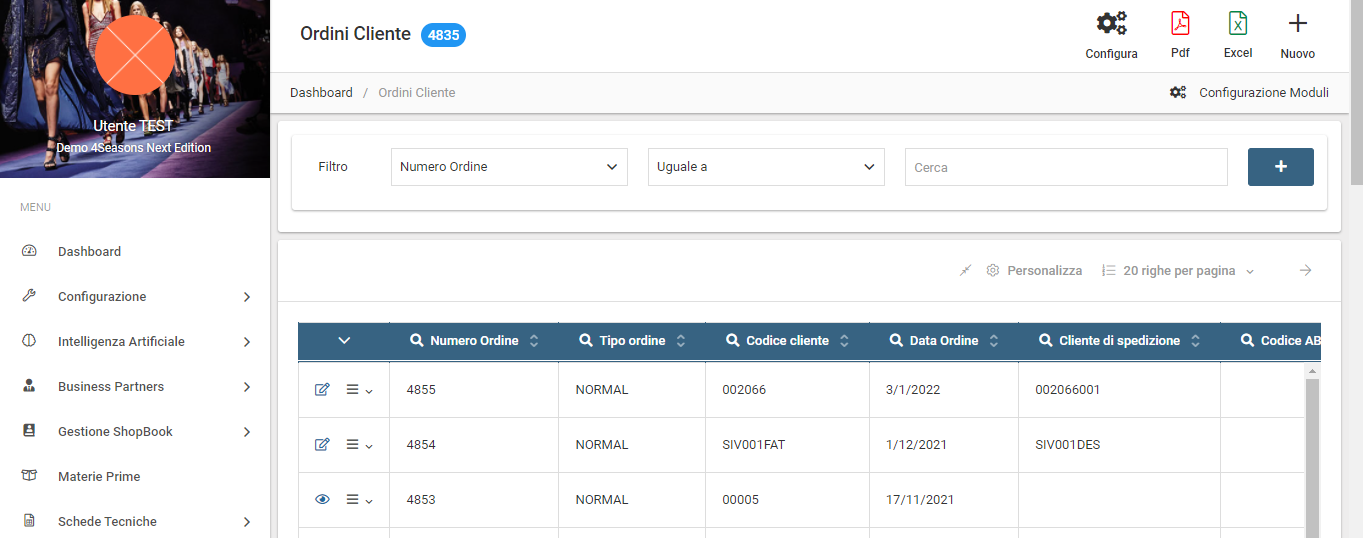 Ordini Cliente 4835
Configura Pdf Excel Nuovo
Dashboard / Ordini Cliente Configurazione Moduli
Utente TEST
Demo 4Seasons Next Edition
MENU
Dashboard
Configurazione
Intelligenza Artificiale
Business Partners
Gestione ShopBook
Materie Prime
Schede Tecniche
Filtro Numero Ordine Uguale a Cerca +
Personalizza 20 righe per pagina
Numero Ordine Tipo ordine Codice cliente Data Ordine Cliente di spedizione Codice AB
4855 NORMAL 002066 3/1/2022 002066001
4854 NORMAL SIV001FAT 1/12/2021 SIV001DES
4853 NORMAL 00005 17/11/2021